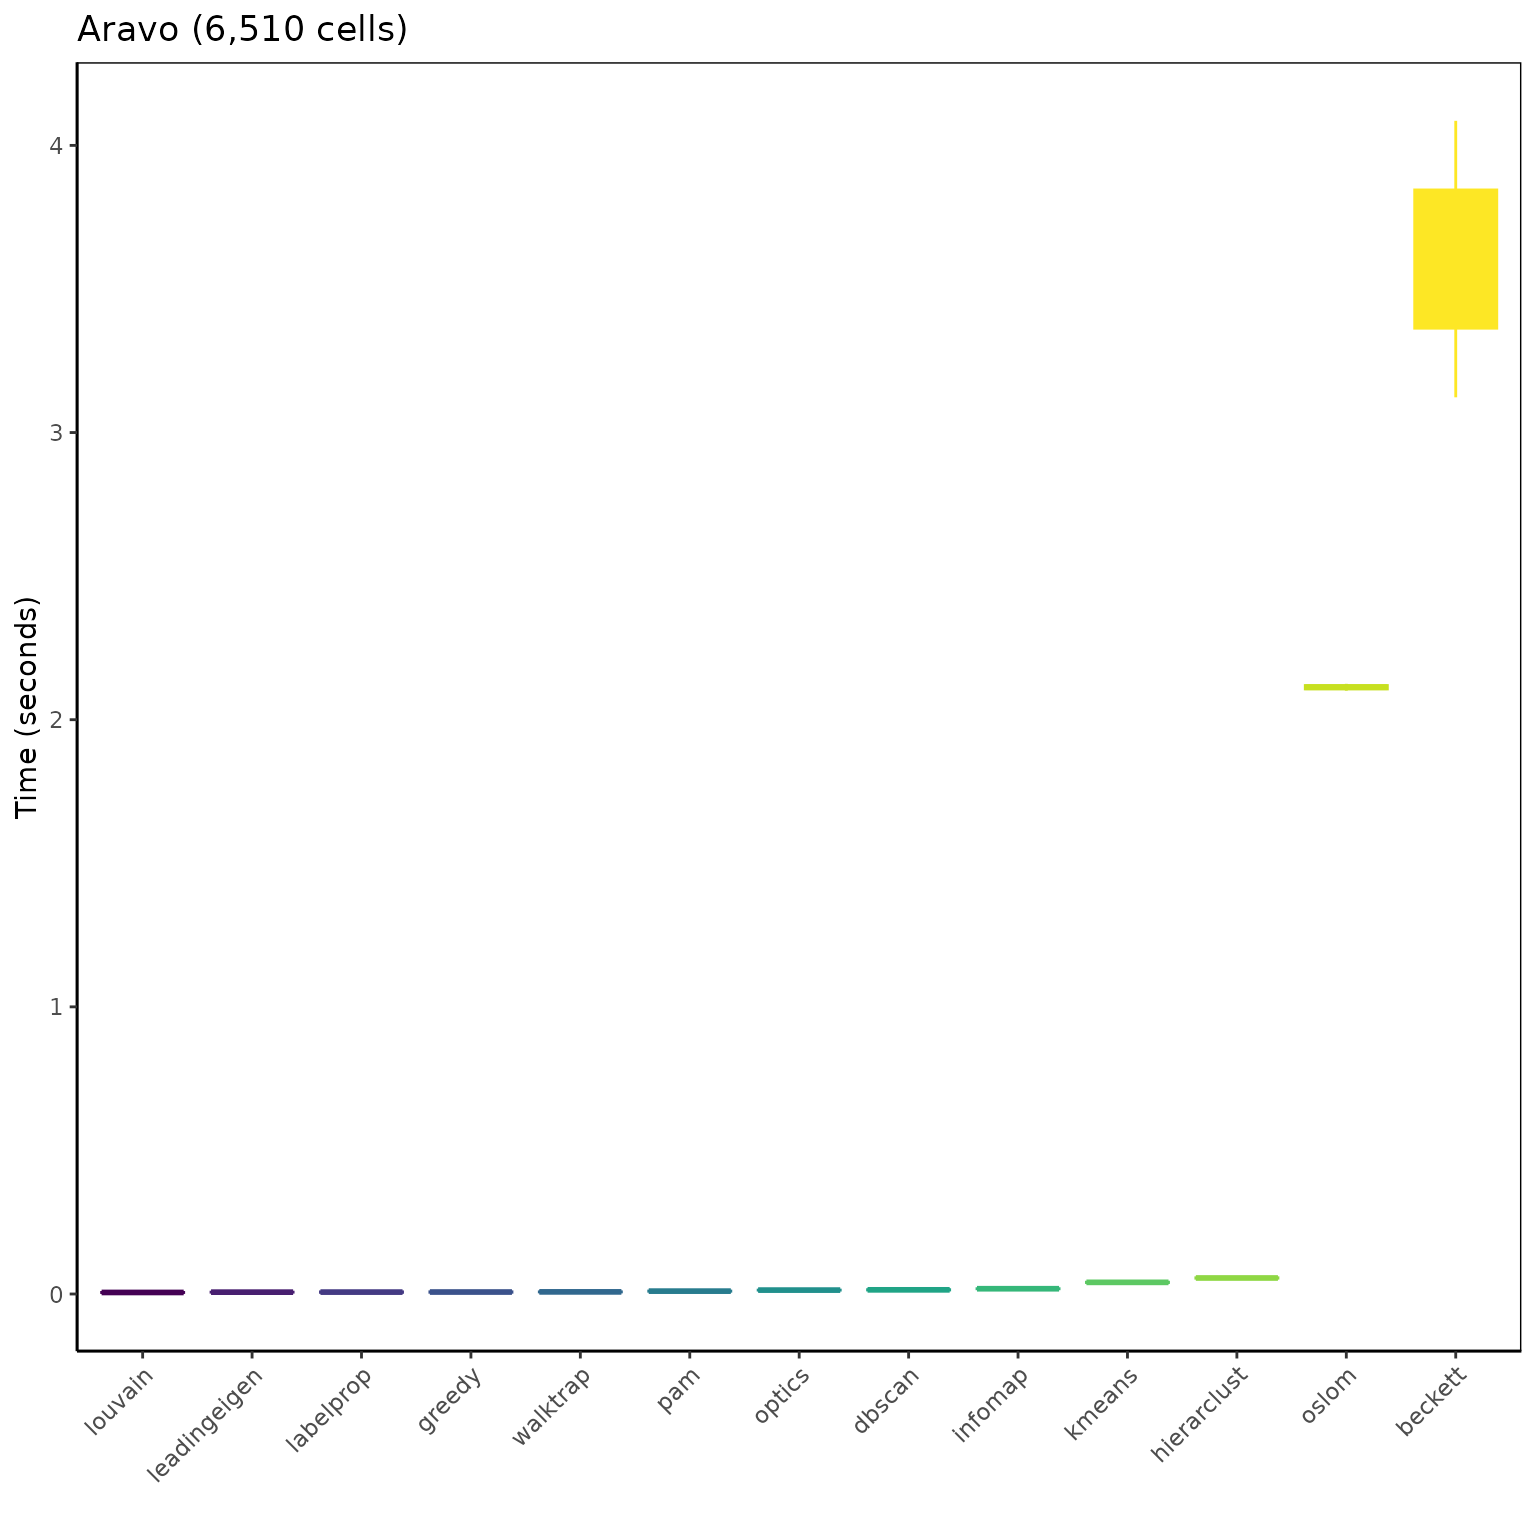 Aravo (6,510 cells)
Time (seconds)
4
3
2
1
0
louvain
leadingeigen
labelprop
greedy
walktrap
pam
optics
dbscan
infomap
kmeans
hierarclust
oslom
beckett